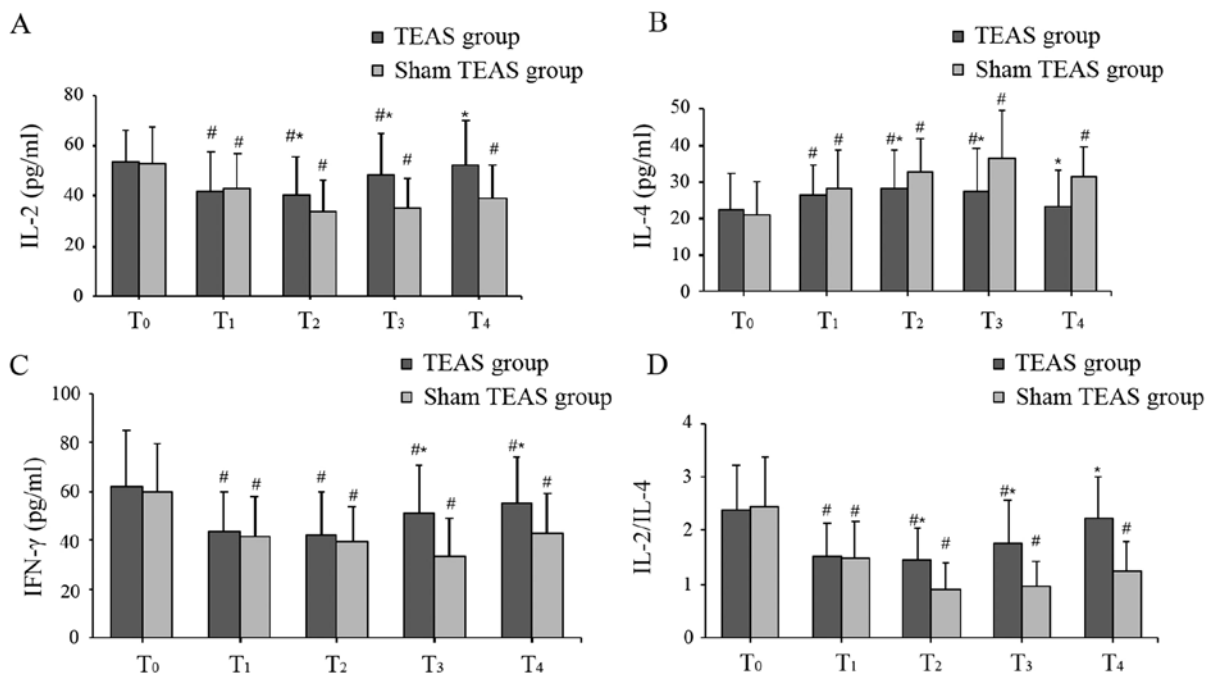 A
TEAS group
Sham TEAS group
IL-2 (pg/ml)
80
60
40
20
0
# # #* # #* # * #
T0 T1 T2 T3 T4
B
TEAS group
Sham TEAS group
IL-4 (pg/ml)
50
40
30
20
10
0
# # #* # #* # * #
T0 T1 T2 T3 T4
C
TEAS group
Sham TEAS group
IFN-γ (pg/ml)
100
80
60
40
20
0
# # # # #* # #* #
T0 T1 T2 T3 T4
D
TEAS group
Sham TEAS group
IL-2/IL-4
4
3
2
1
0
# # #* # #* # * #
T0 T1 T2 T3 T4